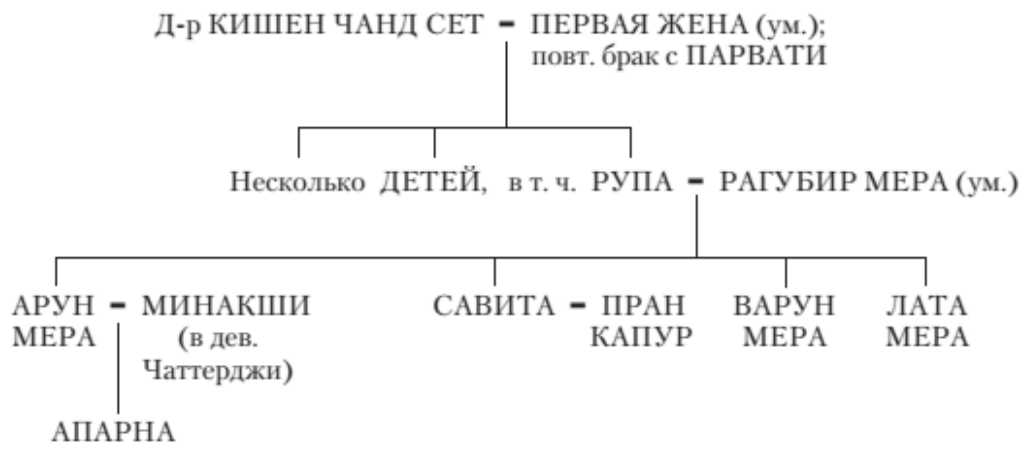 Д-р КИШЕН ЧАНД СЕТ – ПЕРВАЯ ЖЕНА (ум.);
повт. брак с ПАРВАТИ
Несколько ДЕТЕЙ, в т. ч. РУПА – РАГУБИР МЕРА (ум.)
АРУН – МИНАКШИ САВИТА – ПРАН ВАРУН ЛАТА
МЕРА (в дев. КАПУР МЕРА МЕРА
Чаттерджи)
АПАРНА